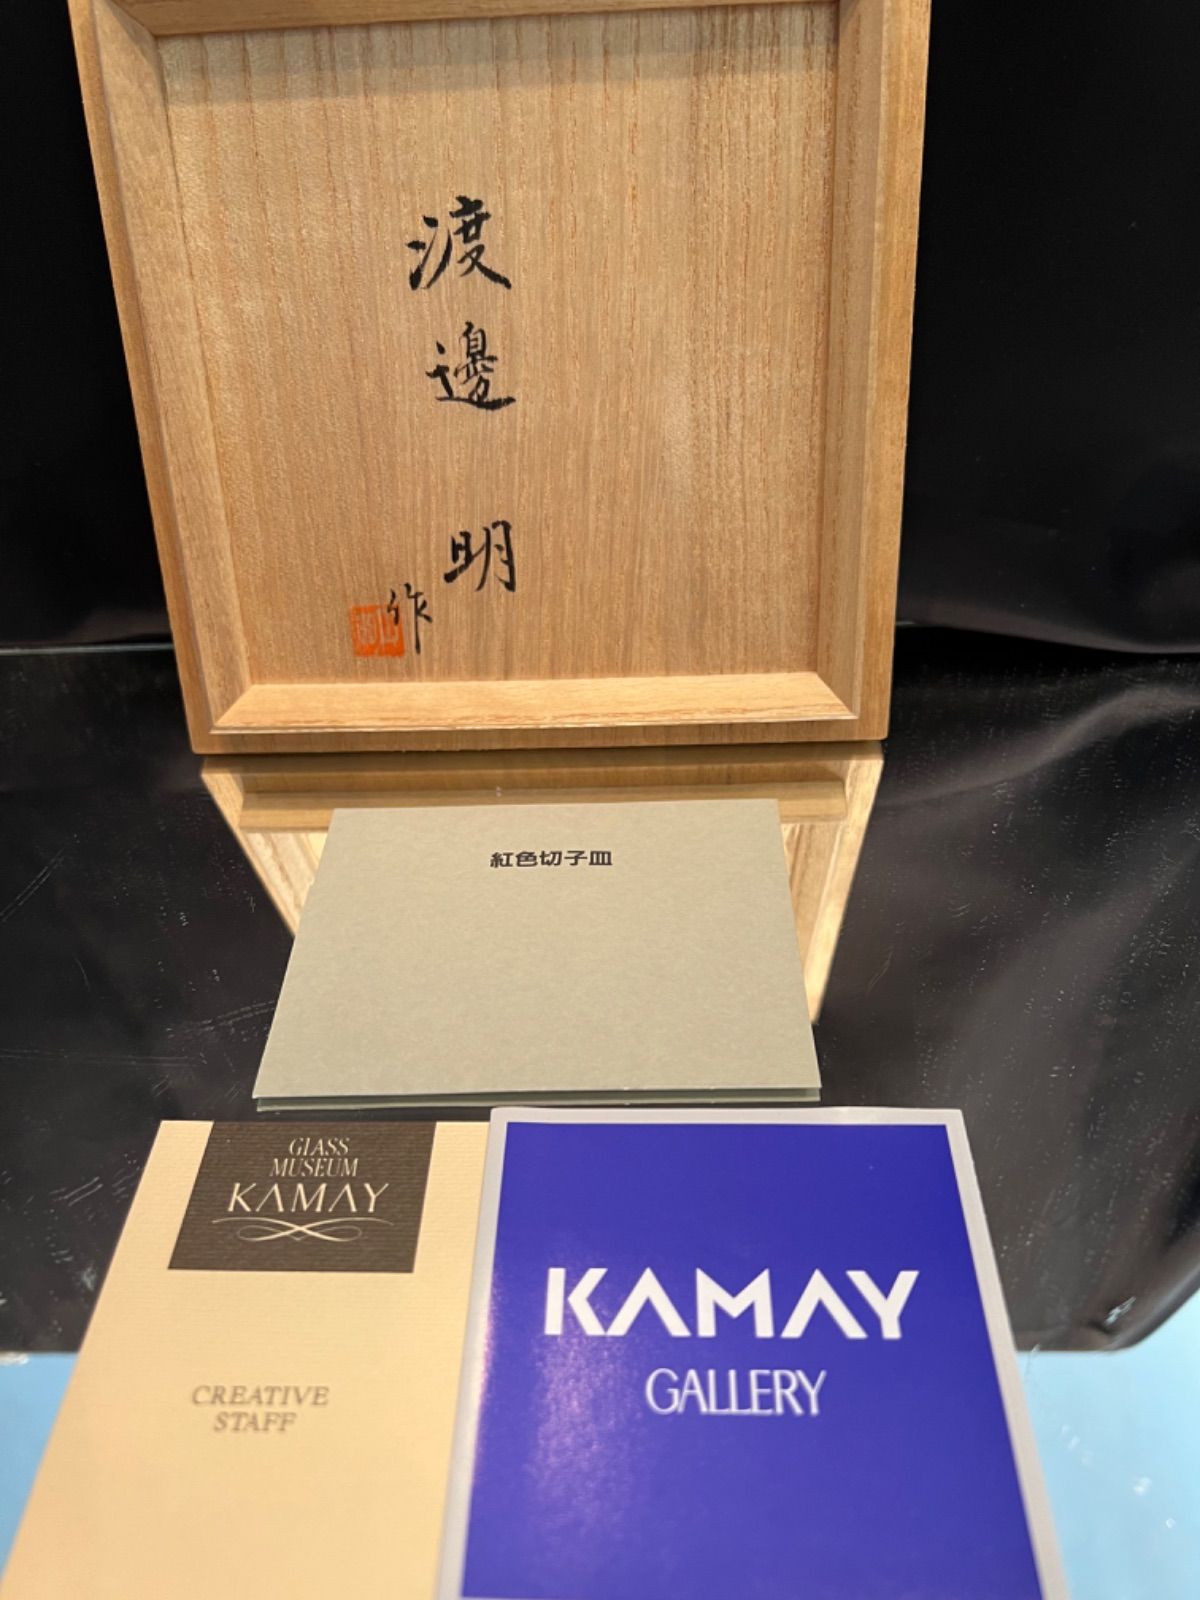 渡邊 明
作
紅色切子皿
GLASS
MUSEUM
KAMAY
CREATIVE
STAFF
KAMAY
GALLERY